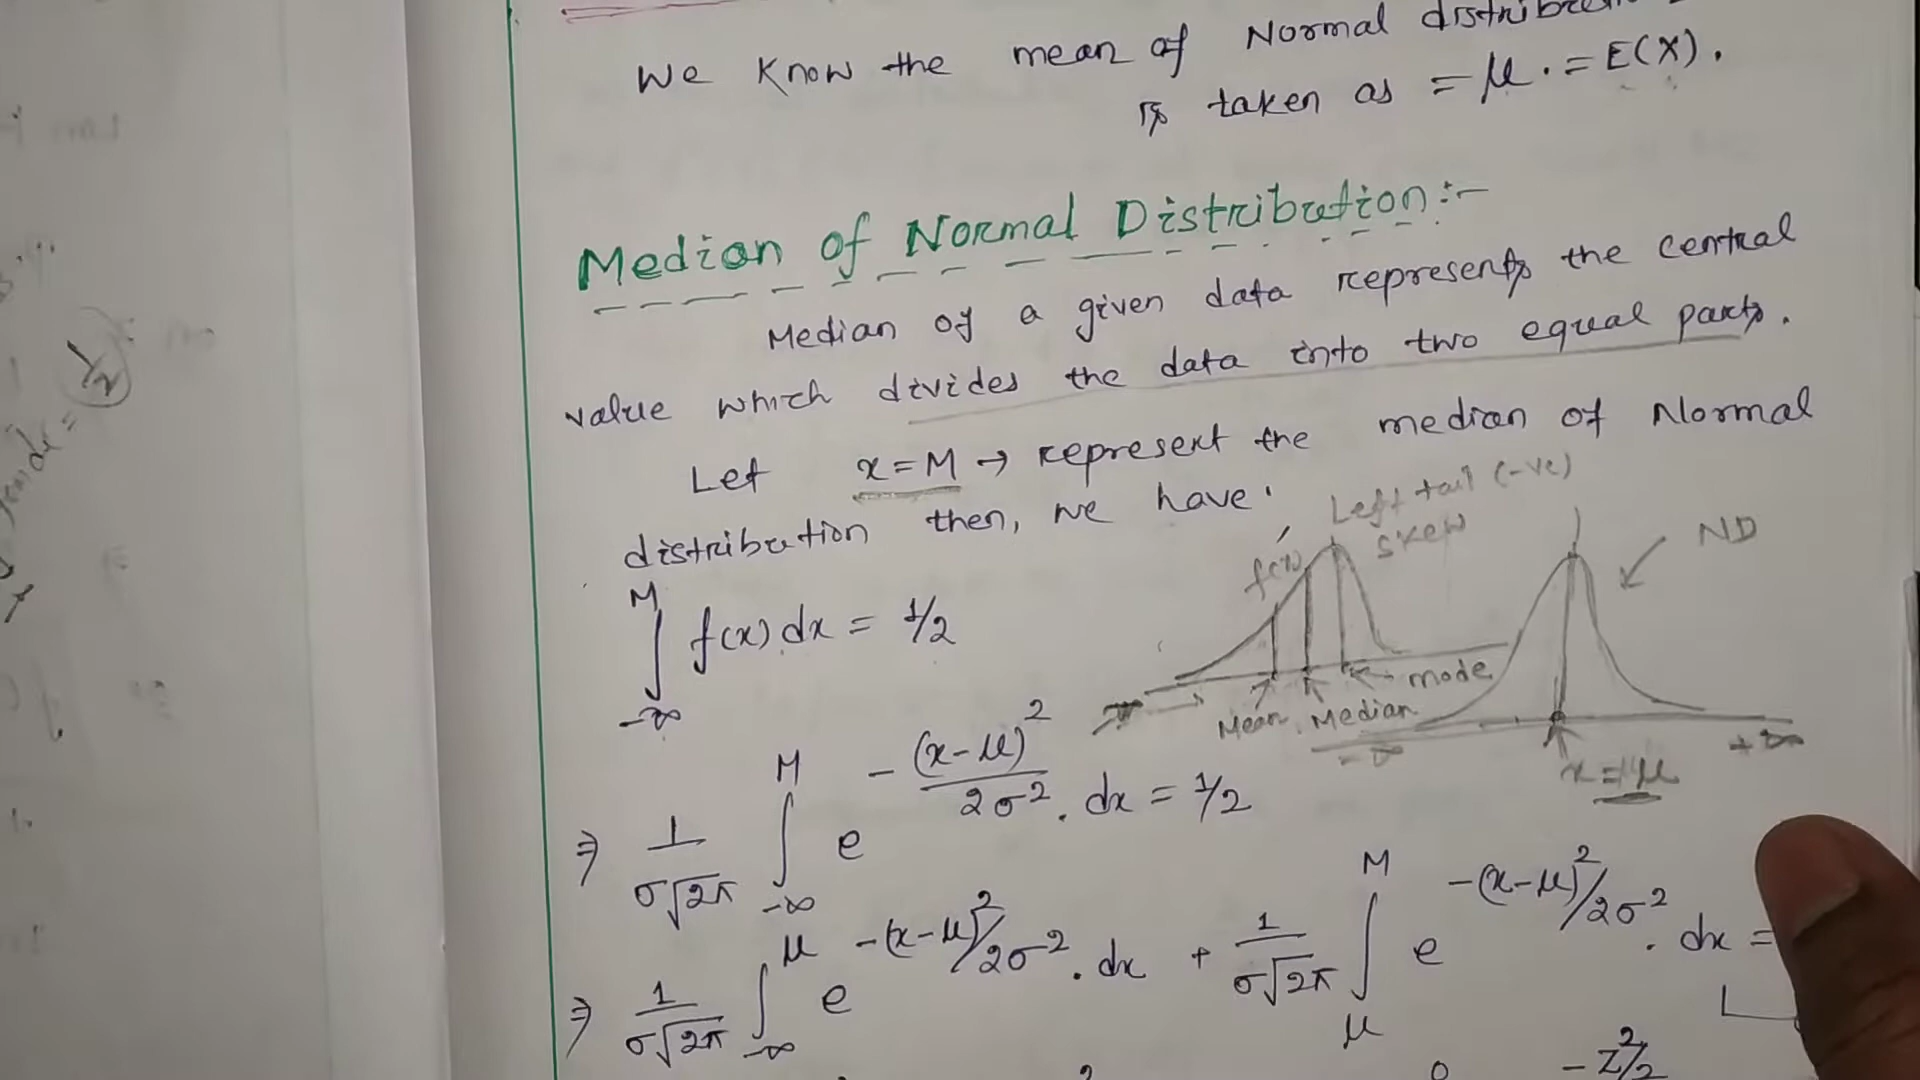 We know the mean of Normal
is taken as = μ. = E(X).
Median of Normal Distribution:-
Median of a given data represents the central
value which divides the data into two equal parts.
Let x=M → represent the median of Normal
distribution then, we have
Left tail (-ve)
skew
f(x)
ND
∫_{-∞}^{M} f(x) dx = 1/2
mode
Mean Median
-∞
+∞
x = μ
⇒ 1/σ√2π ∫_{-∞}^{M} e^{-(x-μ)²/2σ²} . dx = 1/2
⇒ 1/σ√2π ∫_{-∞}^{μ} e^{-(x-μ)²/2σ²} . dx + 1/σ√2π ∫_{μ}^{M} e^{-(x-μ)²/2σ²} . dx =
-z²/2